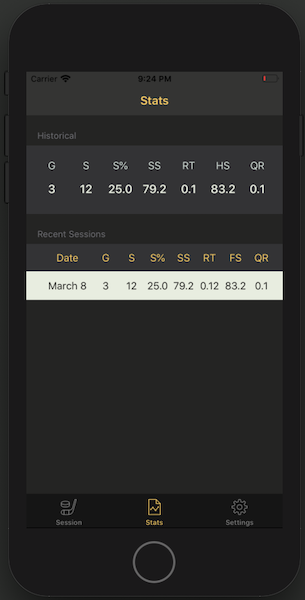 Carrier 9:24 PM
Stats
Historical
G S S% SS RT HS QR
3 12 25.0 79.2 0.1 83.2 0.1
Recent Sessions
Date G S S% SS RT FS QR
March 8 3 12 25.0 79.2 0.12 83.2 0.1
Session Stats Settings